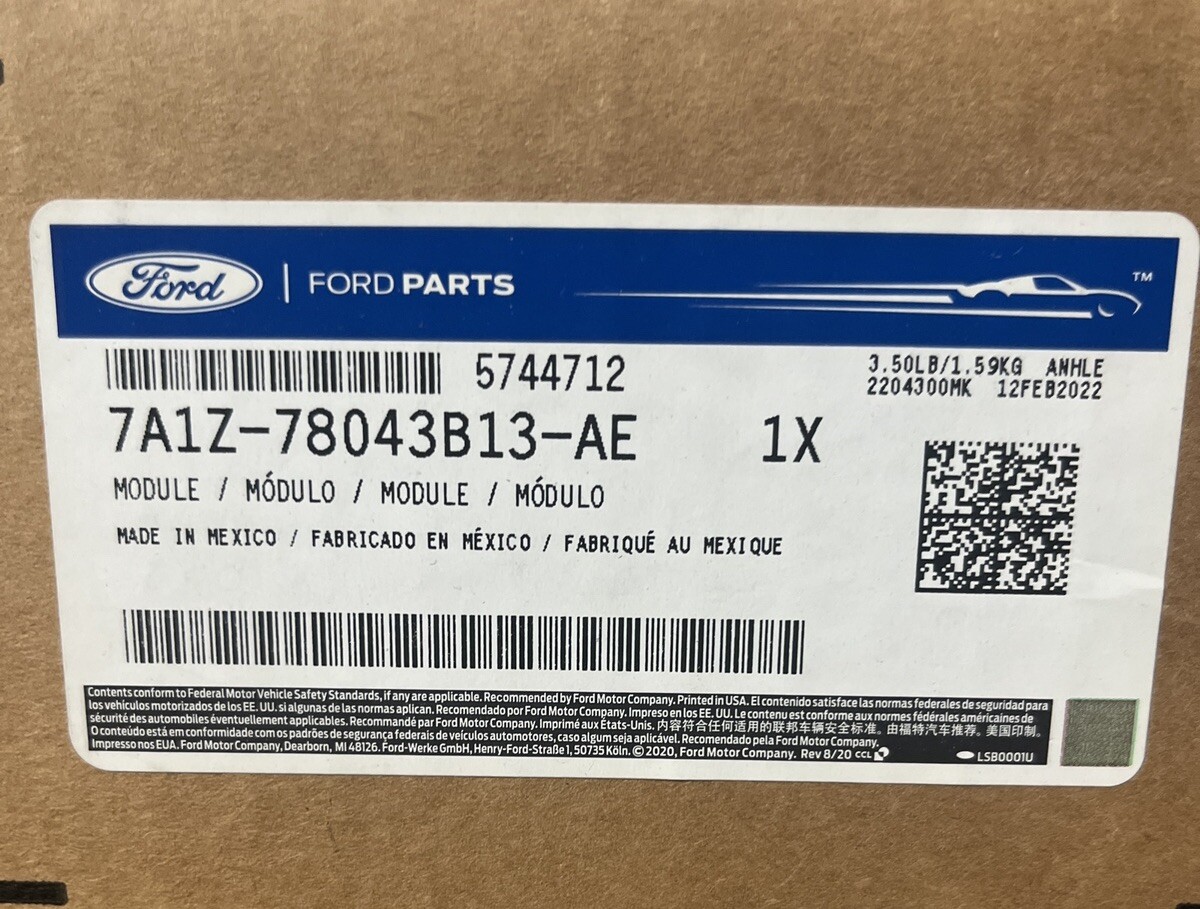 Ford | FORD PARTS
TM
5744712
3.50LB/1.59KG ANHLE
2204300MK 12FEB2022
7A1Z-78043B13-AE 1X
MODULE / MÓDULO / MODULE / MÓDULO
MADE IN MEXICO / FABRICADO EN MÉXICO / FABRIQUÉ AU MEXIQUE
Contents conform to Federal Motor Vehicle Safety Standards, if any are applicable. Recommended by Ford Motor Company. Printed in USA. El contenido satisface las normas federales de seguridad para
los vehículos motorizados de los EE. UU. si algunas de las normas aplican. Recomendado por Ford Motor Company. Impreso en los EE. UU. Le contenu est conforme aux normes fédérales américaines de
sécurité des automobiles éventuellement applicables. Recommandé par Ford Motor Company. Imprimé aux États-Unis. 内容符合任何适用的联邦车辆安全标准。由福特汽车推荐。美国印制。
O conteúdo está em conformidade com os padrões de segurança federais de veículos automotores, caso algum seja aplicável. Recomendado pela Ford Motor Company.
Impresso nos EUA. Ford Motor Company, Dearborn, MI 48126. Ford-Werke GmbH, Henry-Ford-Straße 1, 50735 Köln. © 2020, Ford Motor Company. Rev 8/20 CCL
LSB0001U